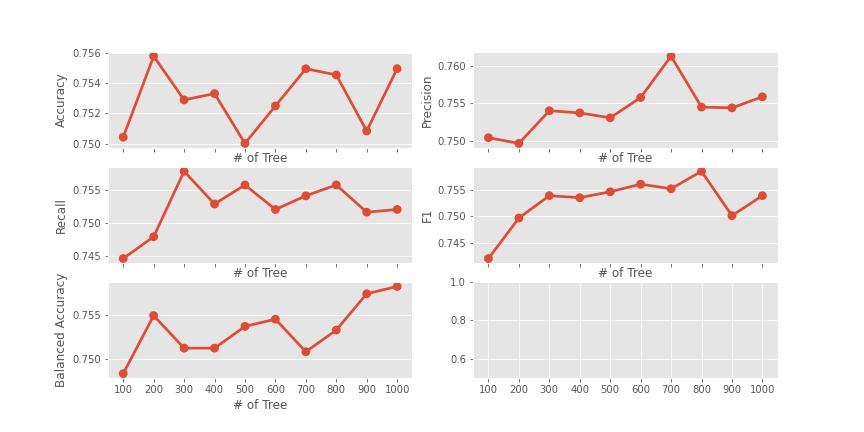 Accuracy
0.756
0.754
0.752
0.750
# of Tree
Precision
0.760
0.755
0.750
# of Tree
Recall
0.755
0.750
0.745
# of Tree
F1
0.755
0.750
0.745
# of Tree
Balanced Accuracy
0.755
0.750
100 200 300 400 500 600 700 800 900 1000
# of Tree
1.0
0.8
0.6
100 200 300 400 500 600 700 800 900 1000